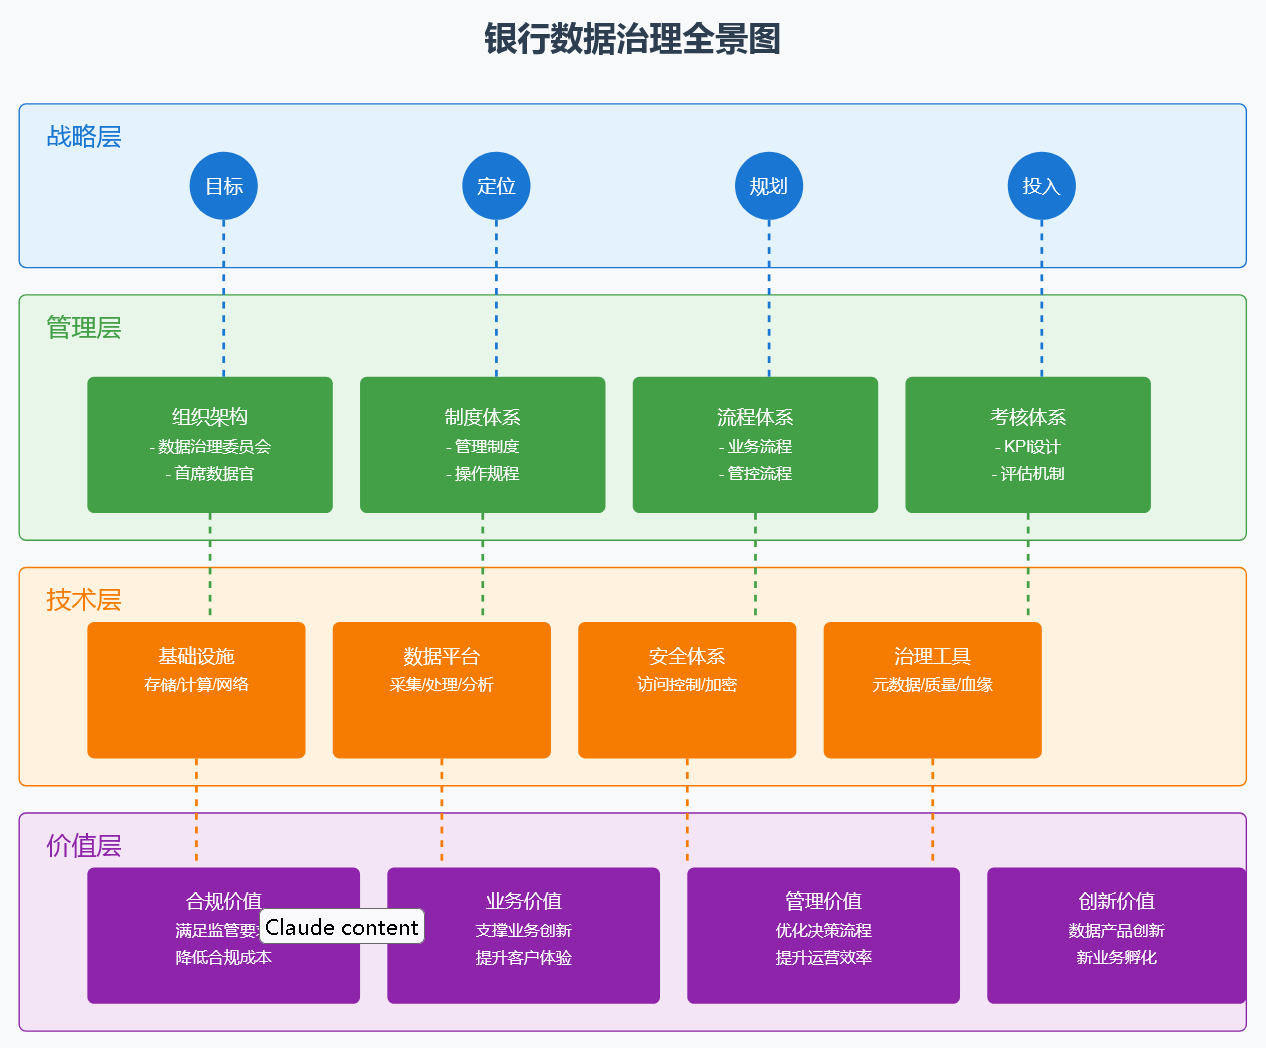 银行数据治理全景图
战略层
目标
定位
规划
投入
管理层
组织架构
- 数据治理委员会
- 首席数据官
制度体系
- 管理制度
- 操作规程
流程体系
- 业务流程
- 管控流程
考核体系
- KPI设计
- 评估机制
技术层
基础设施
存储/计算/网络
数据平台
采集/处理/分析
安全体系
访问控制/加密
治理工具
元数据/质量/血缘
价值层
合规价值
满足监管要
降低合规成本
Claude content
业务价值
支撑业务创新
提升客户体验
管理价值
优化决策流程
提升运营效率
创新价值
数据产品创新
新业务孵化